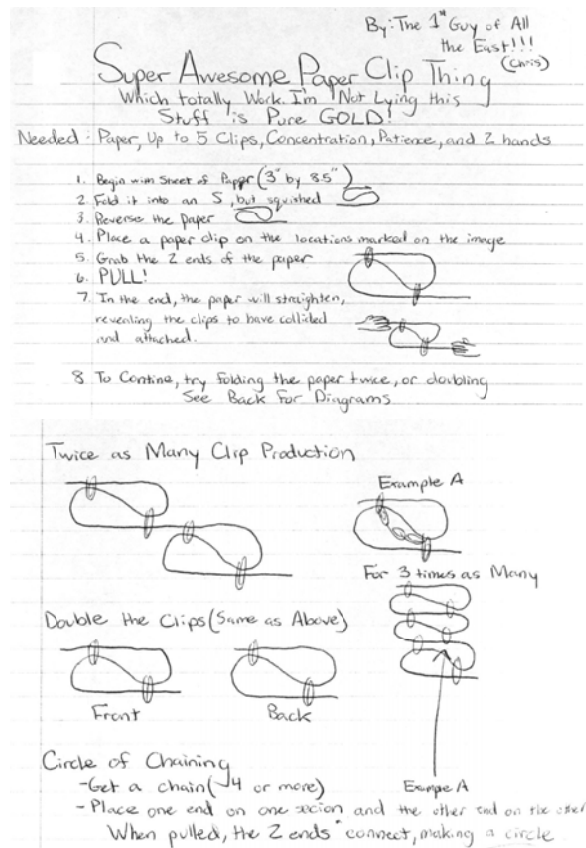 By: The 1st Guy of All
the East!!!
(Chris)
Super Awesome Paper Clip Thing
Which totally Work. I'm Not Lying this
Stuff is Pure GOLD!
Needed: Paper, Up to 5 Clips, Concentration, Patience, and 2 hands
1. Begin with Sheet of Paper (3" by 8.5")
2. Fold it into an S, but squished
3. Reverse the paper
4. Place a paper clip on the locations marked on the image
5. Grab the 2 ends of the paper
6. PULL!
7. In the end, the paper will straighten,
revealing the clips to have collided
and attached.
8. To Contine, try folding the paper twice, or doubling
See Back For Diagrams
Twice as Many Clip Production
Example A
For 3 times as Many
Double the Clips (Same as Above)
Front
Back
Circle of Chaining
- Get a chain (4 or more)
Exampe A
- Place one end on one secion and the other end on the other
When pulled, the 2 ends connect, making a circle